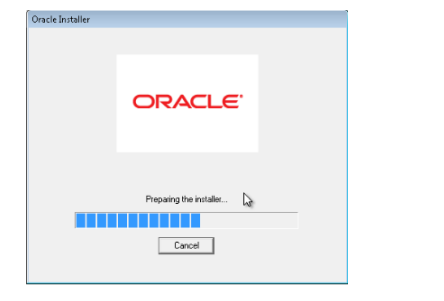 Oracle Installer
ORACLE®
Preparing the installer...
Cancel